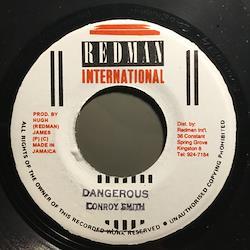 REDMAN
INTERNATIONAL
PROD. BY
HUGH
(REDMAN)
JAMES
(P) (C)
MADE IN
JAMAICA
Dist. by:
Redman Int'l.
36 Constant
Spring Grove
Kingston 8
Tel: 924-7184
DANGEROUS
CONROY SMITH
ALL RIGHTS OF THE OWNER OF THIS RECORDED WORK RESERVED • UNAUTHORISED COPYING PROHIBITED